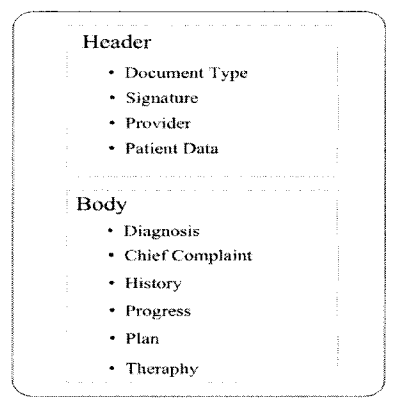 Header
• Document Type
• Signature
• Provider
• Patient Data
Body
• Diagnosis
• Chief Complaint
• History
• Progress
• Plan
• Theraphy